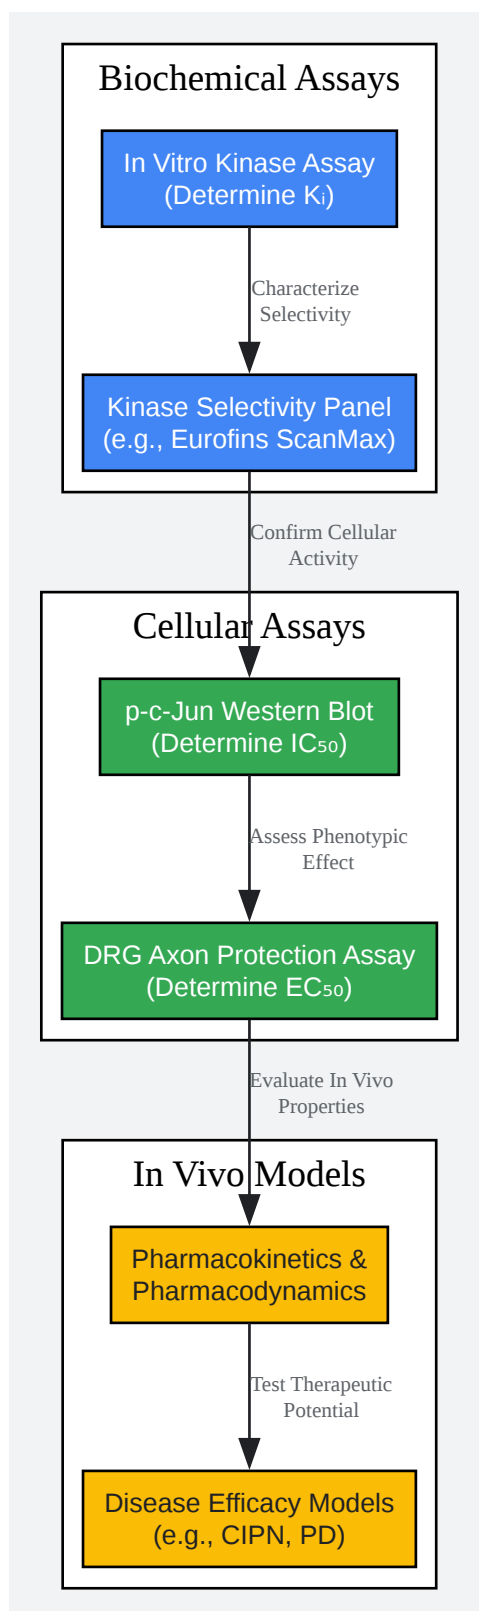 Biochemical Assays
In Vitro Kinase Assay
(Determine Kᵢ)
Characterize
Selectivity
Kinase Selectivity Panel
(e.g., Eurofins ScanMax)
Confirm Cellular
Activity
Cellular Assays
p-c-Jun Western Blot
(Determine IC₅₀)
Assess Phenotypic
Effect
DRG Axon Protection Assay
(Determine EC₅₀)
Evaluate In Vivo
Properties
In Vivo Models
Pharmacokinetics &
Pharmacodynamics
Test Therapeutic
Potential
Disease Efficacy Models
(e.g., CIPN, PD)